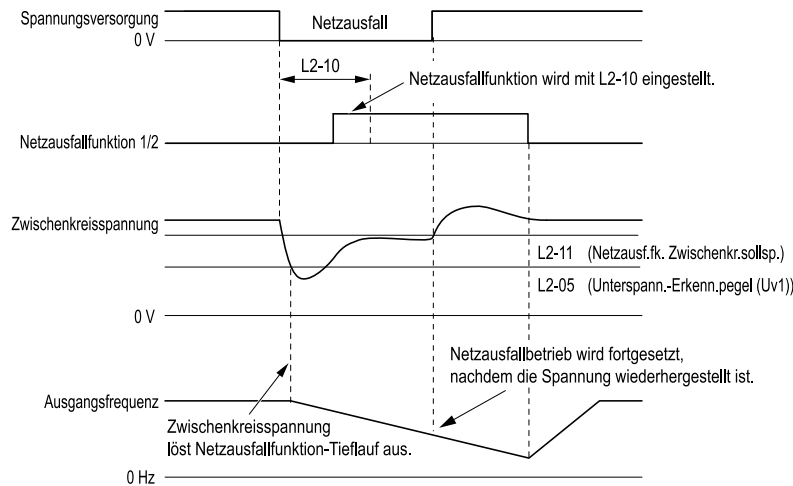 Spannungsversorgung
Netzausfall
0 V
L2-10
Netzausfallfunktion wird mit L2-10 eingestellt.
Netzausfallfunktion 1/2
Zwischenkreisspannung
L2-11 (Netzausf.fk. Zwischenkr.sollsp.)
L2-05 (Unterspann.-Erkenn.pegel (Uv1))
0 V
Netzausfallbetrieb wird fortgesetzt,
nachdem die Spannung wiederhergestellt ist.
Ausgangsfrequenz
Zwischenkreisspannung
löst Netzausfallfunktion-Tieflauf aus.
0 Hz